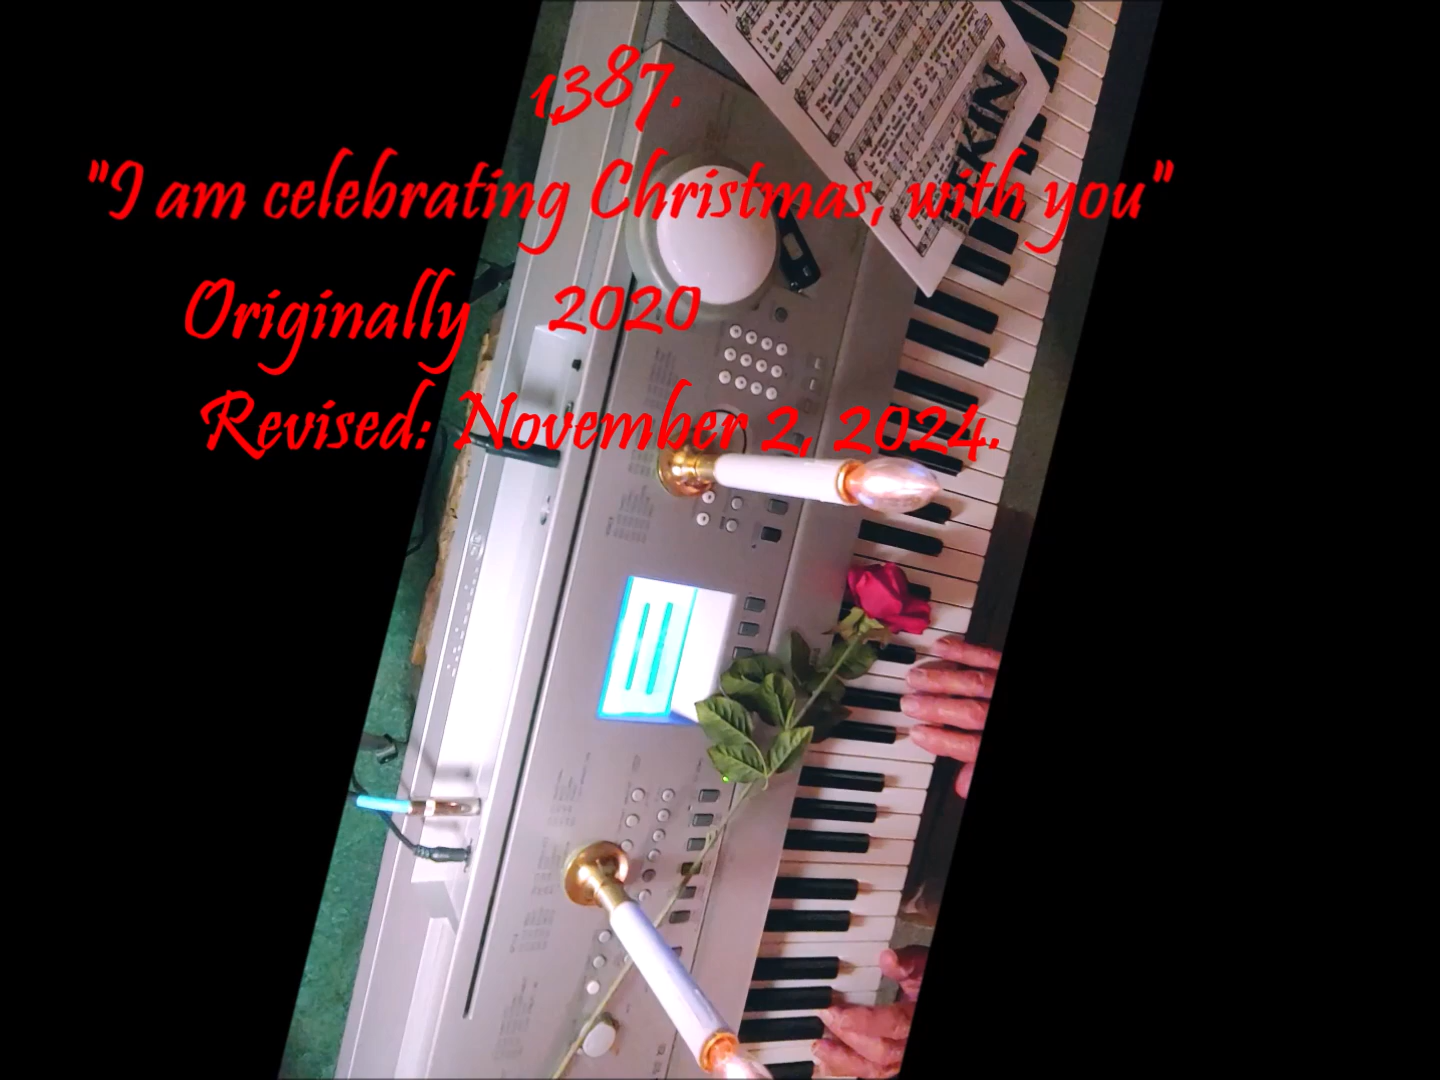 1387.
"I am celebrating Christmas, with you"
Originally 2020
Revised: November 2, 2024.